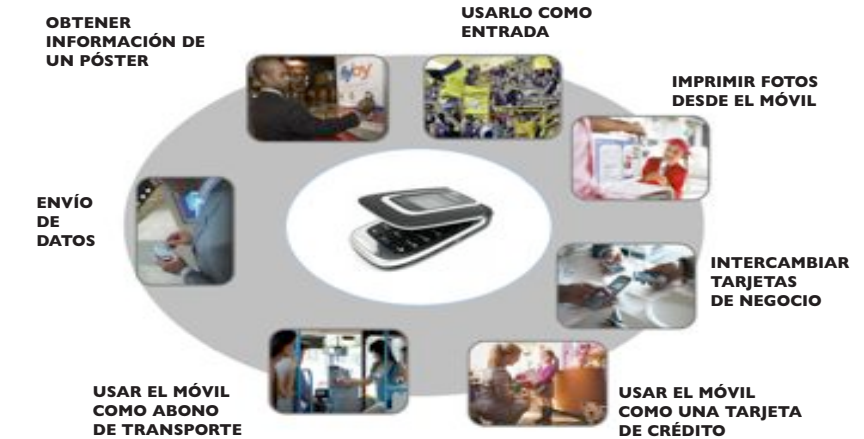 OBTENER
INFORMACIÓN DE
UN PÓSTER
USARLO COMO
ENTRADA
IMPRIMIR FOTOS
DESDE EL MÓVIL
ENVÍO
DE
DATOS
INTERCAMBIAR
TARJETAS
DE NEGOCIO
USAR EL MÓVIL
COMO ABONO
DE TRANSPORTE
USAR EL MÓVIL
COMO UNA TARJETA
DE CRÉDITO